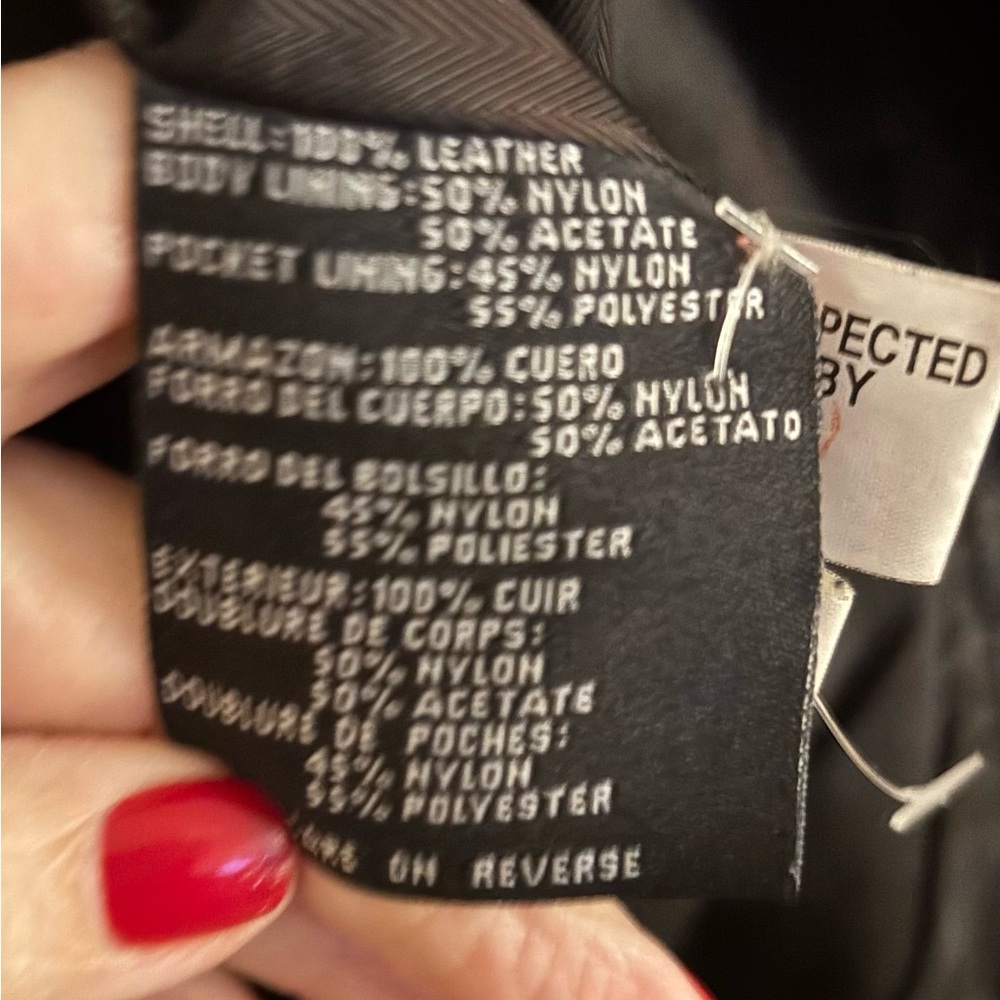 SHELL:100% LEATHER
BODY LINING:50% NYLON
50% ACETATE
POCKET LINING:45% NYLON
55% POLYESTER
ARMAZON:100% CUERO
FORRO DEL CUERPO:50% NYLON
50% ACETATO
FORRO DEL BOLSILLO:
45% NYLON
55% POLIESTER
EXTERIEUR:100% CUIR
DOUBLURE DE CORPS:
50% NYLON
50% ACETATE
DOUBLURE DE POCHES:
45% NYLON
55% POLYESTER
ON REVERSE
PECTED
BY